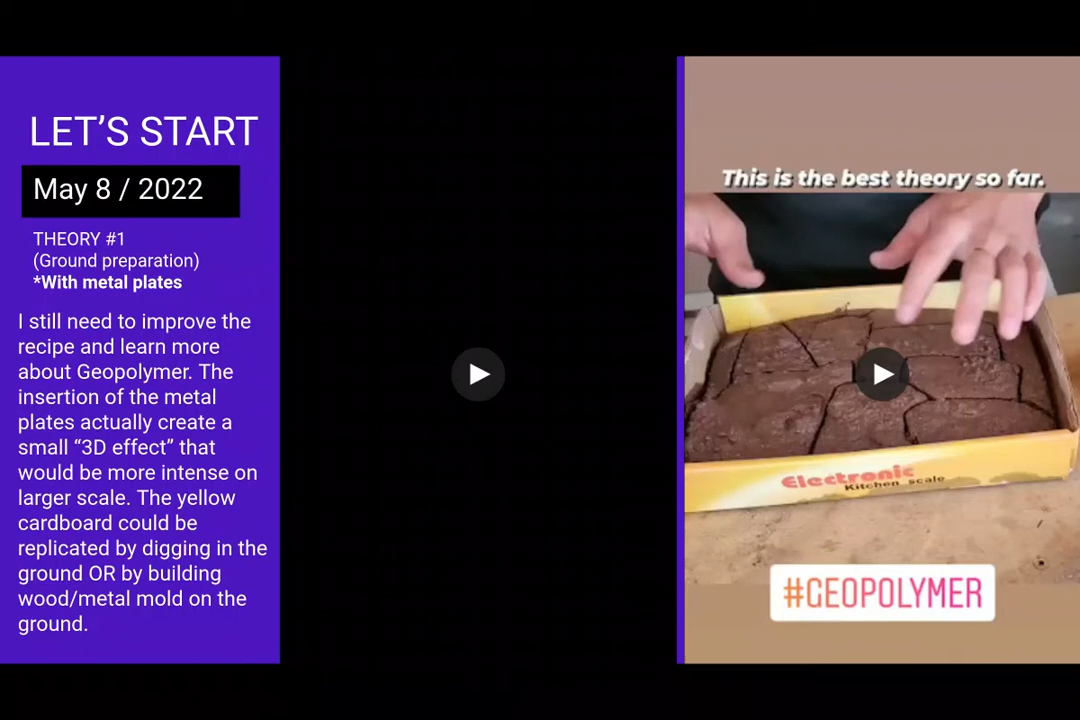 LET’S START
May 8 / 2022
THEORY #1
(Ground preparation)
*With metal plates
I still need to improve the
recipe and learn more
about Geopolymer. The
insertion of the metal
plates actually create a
small “3D effect” that
would be more intense on
larger scale. The yellow
cardboard could be
replicated by digging in the
ground OR by building
wood/metal mold on the
ground.
This is the best theory so far.
Electronic
Kitchen scale
#GEOPOLYMER